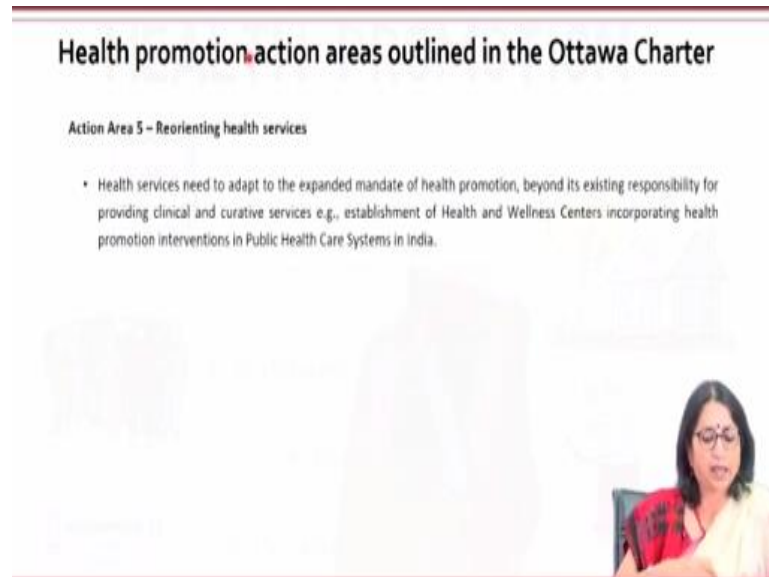 Health promotion action areas outlined in the Ottawa Charter
Action Area 5 – Reorienting health services
• Health services need to adapt to the expanded mandate of health promotion, beyond its existing responsibility for
providing clinical and curative services e.g., establishment of Health and Wellness Centers incorporating health
promotion interventions in Public Health Care Systems in India.